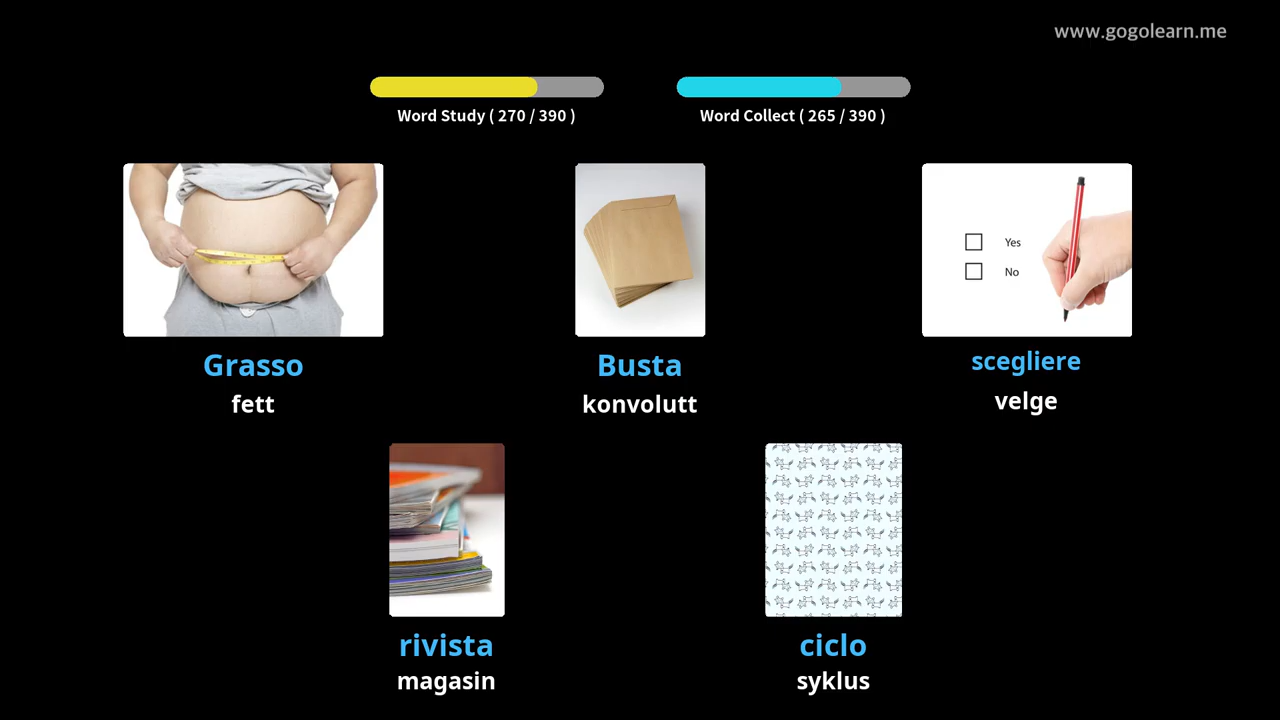 www.gogolearn.me
Word Study ( 270 / 390 )
Word Collect ( 265 / 390 )
Yes
No
Grasso
fett
Busta
konvolutt
scegliere
velge
rivista
magasin
ciclo
syklus